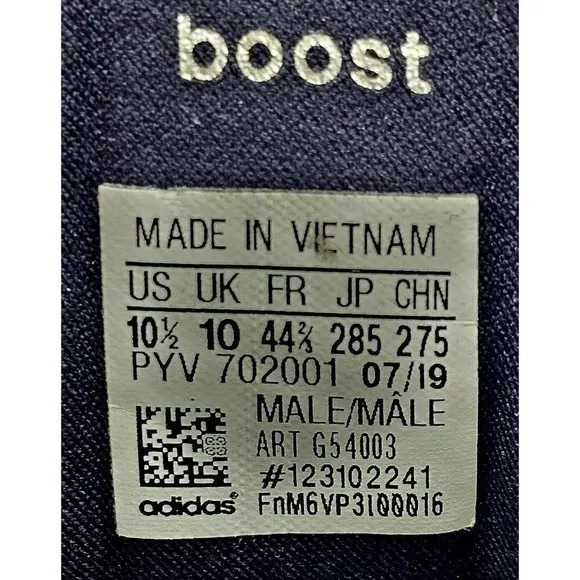 boost
MADE IN VIETNAM
US UK FR JP CHN
10½ 10 44⅔ 285 275
PYV 702001 07/19
MALE/MÂLE
ART G54003
#123102241
adidas® FnM6VP3l00016